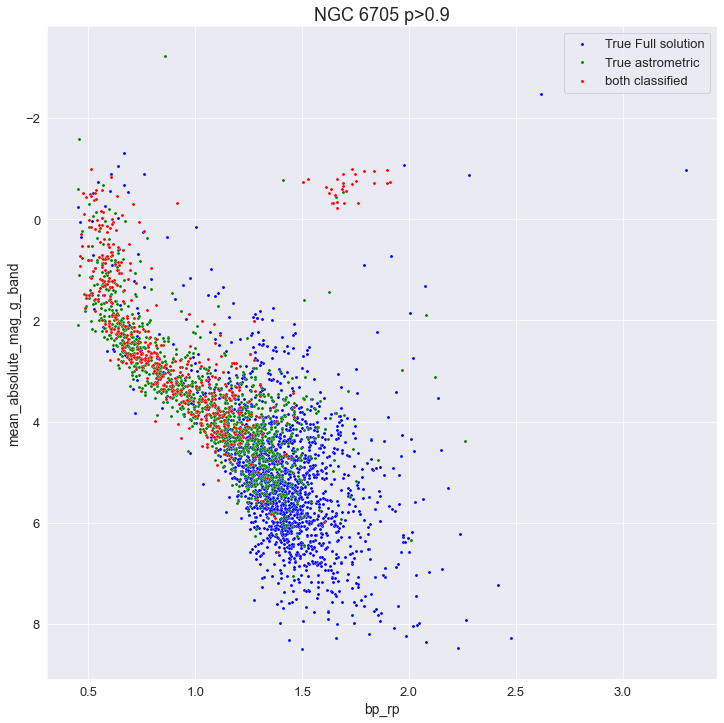 NGC 6705 p>0.9
True Full solution
True astrometric
both classified
mean_absolute_mag_g_band
−2
0
2
4
6
8
0.5 1.0 1.5 2.0 2.5 3.0
bp_rp